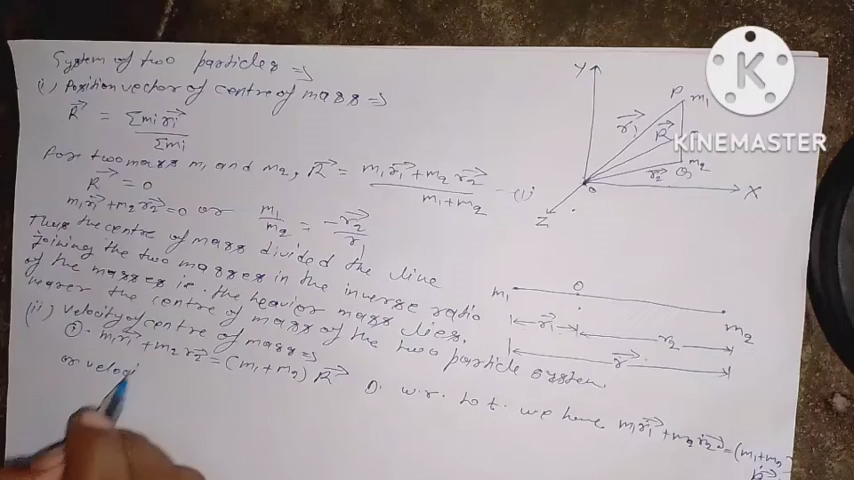 System of two particles ⇒
(i) Position vector of centre of mass ⇒
R⃗ = Σmi r⃗i / Σmi
For two mass m1 and m2, R⃗ = m1r⃗1 + m2r⃗2 / m1+m2 –(1)
R⃗ = 0
m1r⃗1 + m2r⃗2 = 0 or m1/m2 = -r⃗2/r⃗1
Thus the centre of mass divided the line
Joining the two masses in the inverse ratio
of the masses i.e. the heavier mass lies.
nearer the centre of mass of the two particle system.
(ii) Velocity of centre of mass ⇒
①. m1r⃗1 + m2r⃗2 = (m1+m2) R⃗ D. w.r. to t. we have m1r⃗1 + m2r⃗2 = (m1+m2
R⃗
or veloci
Y
P m1
r⃗1
R⃗
m2
r⃗2
Q
O
X
Z
m1 O m2
r⃗1 r2
r⃗
K
KINEMASTER